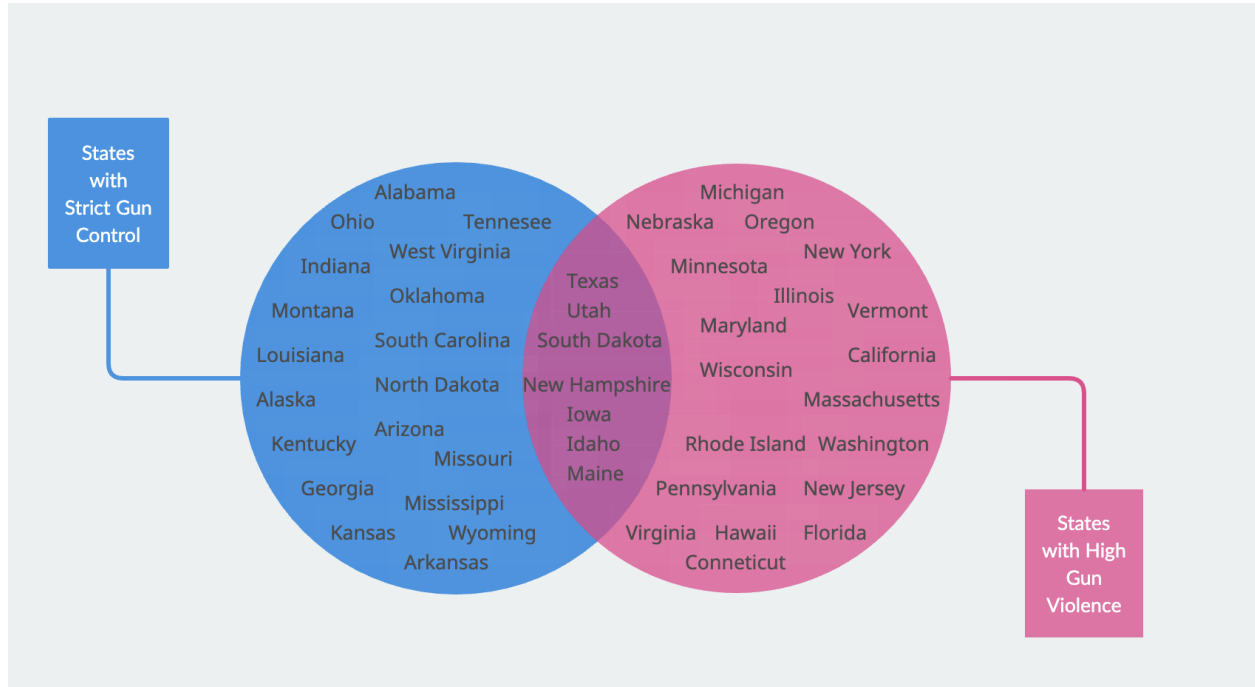 States
with
Strict Gun
Control
Alabama
Ohio
Tennesee
West Virginia
Indiana
Oklahoma
Montana
South Carolina
Louisiana
North Dakota
Alaska
Arizona
Kentucky
Missouri
Georgia
Mississippi
Kansas
Wyoming
Arkansas
Texas
Utah
South Dakota
New Hampshire
Iowa
Idaho
Maine
Michigan
Nebraska
Oregon
New York
Minnesota
Illinois
Vermont
Maryland
California
Wisconsin
Massachusetts
Rhode Island
Washington
Pennsylvania
New Jersey
Virginia
Hawaii
Florida
Conneticut
States
with High
Gun
Violence